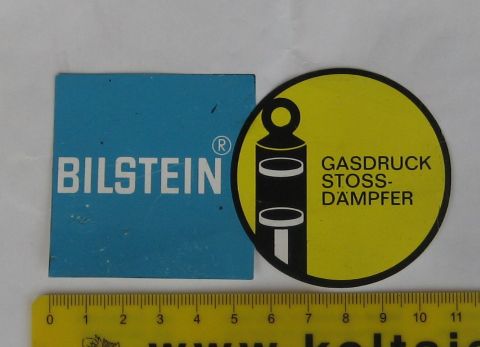 BILSTEIN®
GASDRUCK
STOSS-
DÄMPFER
0 1 2 3 4 5 6 7 8 9 10 11